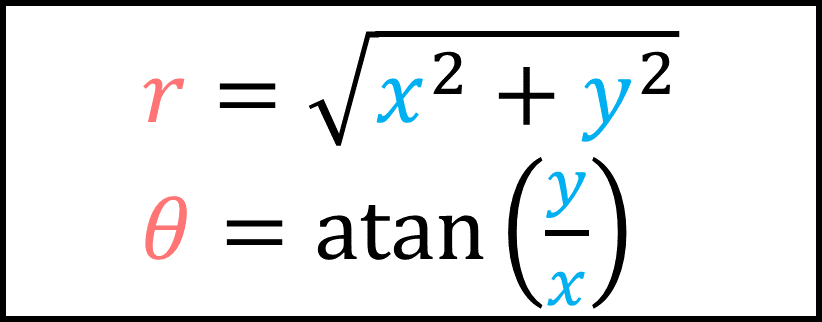 r = √(x² + y²)
θ = atan(y/x)